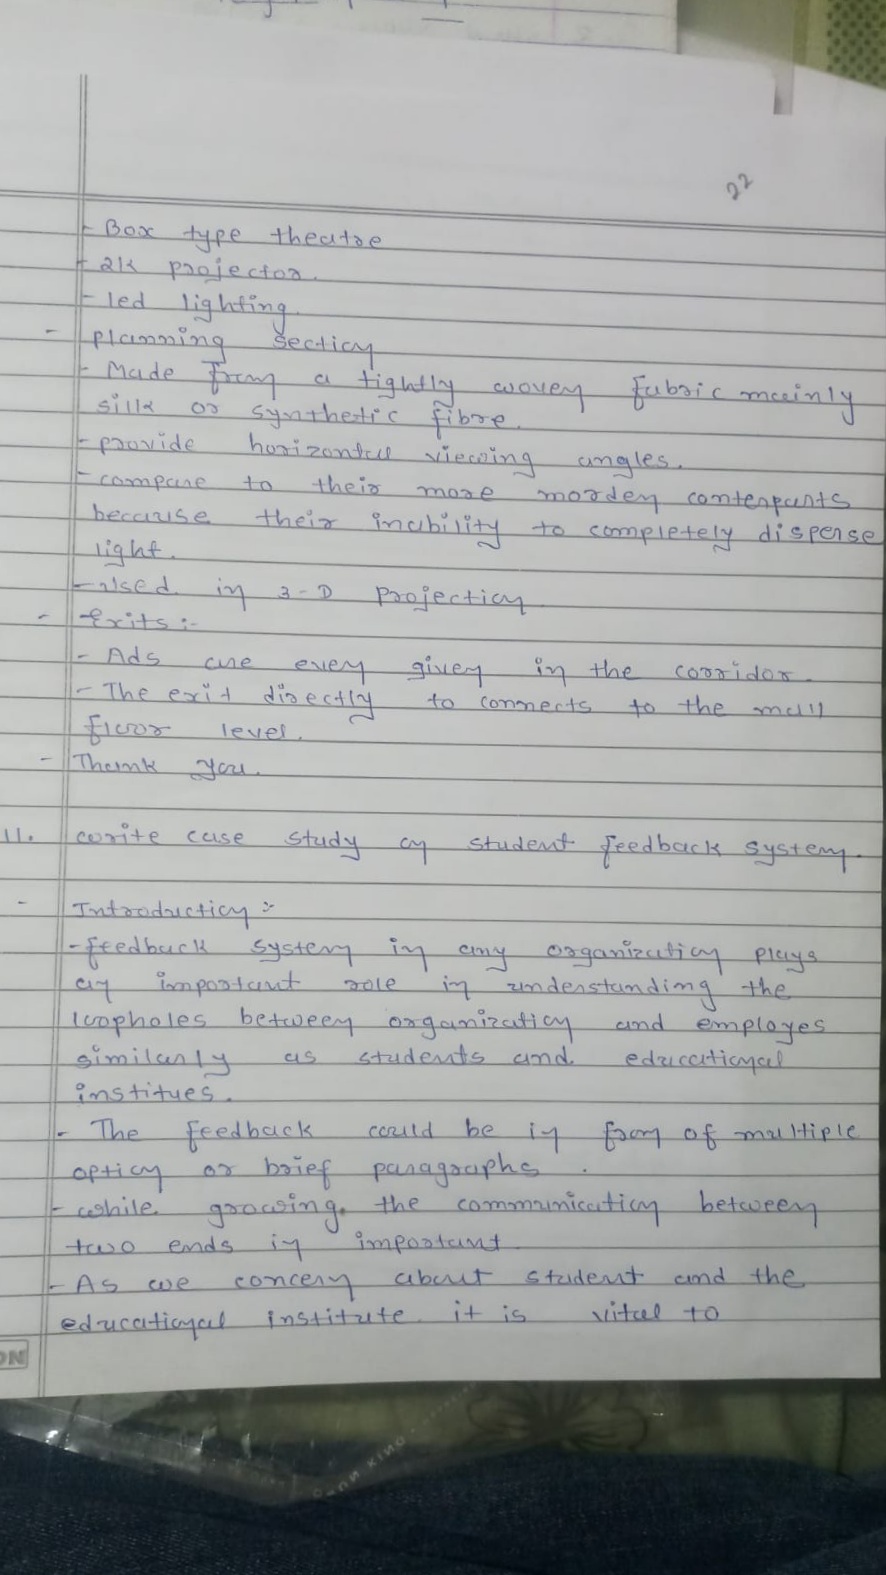 22
- Box type theatre
- 2k projector.
- led lighting.
- planning section
- Made from a tightly woven fabric mainly
silk or synthetic fibre.
- provide horizontal viewing angles.
- compare to their more morden conterparts
because their inability to completely dispense
light.
- Used in 3-D projection
- Exits :-
- Ads are even given in the corridor.
- The exit directly to connects to the mall
floor level.
- Thank you.
11. write case study on student feedback system.
- Introduction :-
- feedback system in any organization plays
an important role in understanding the
loopholes between organization and employes
similarly as students and educational
institues.
- The feedback could be in from of multiple
option or brief paragraphs .
- while growing. the communication between
two ends in important
- As we concern about student and the
educational institute. it is vital to
ON